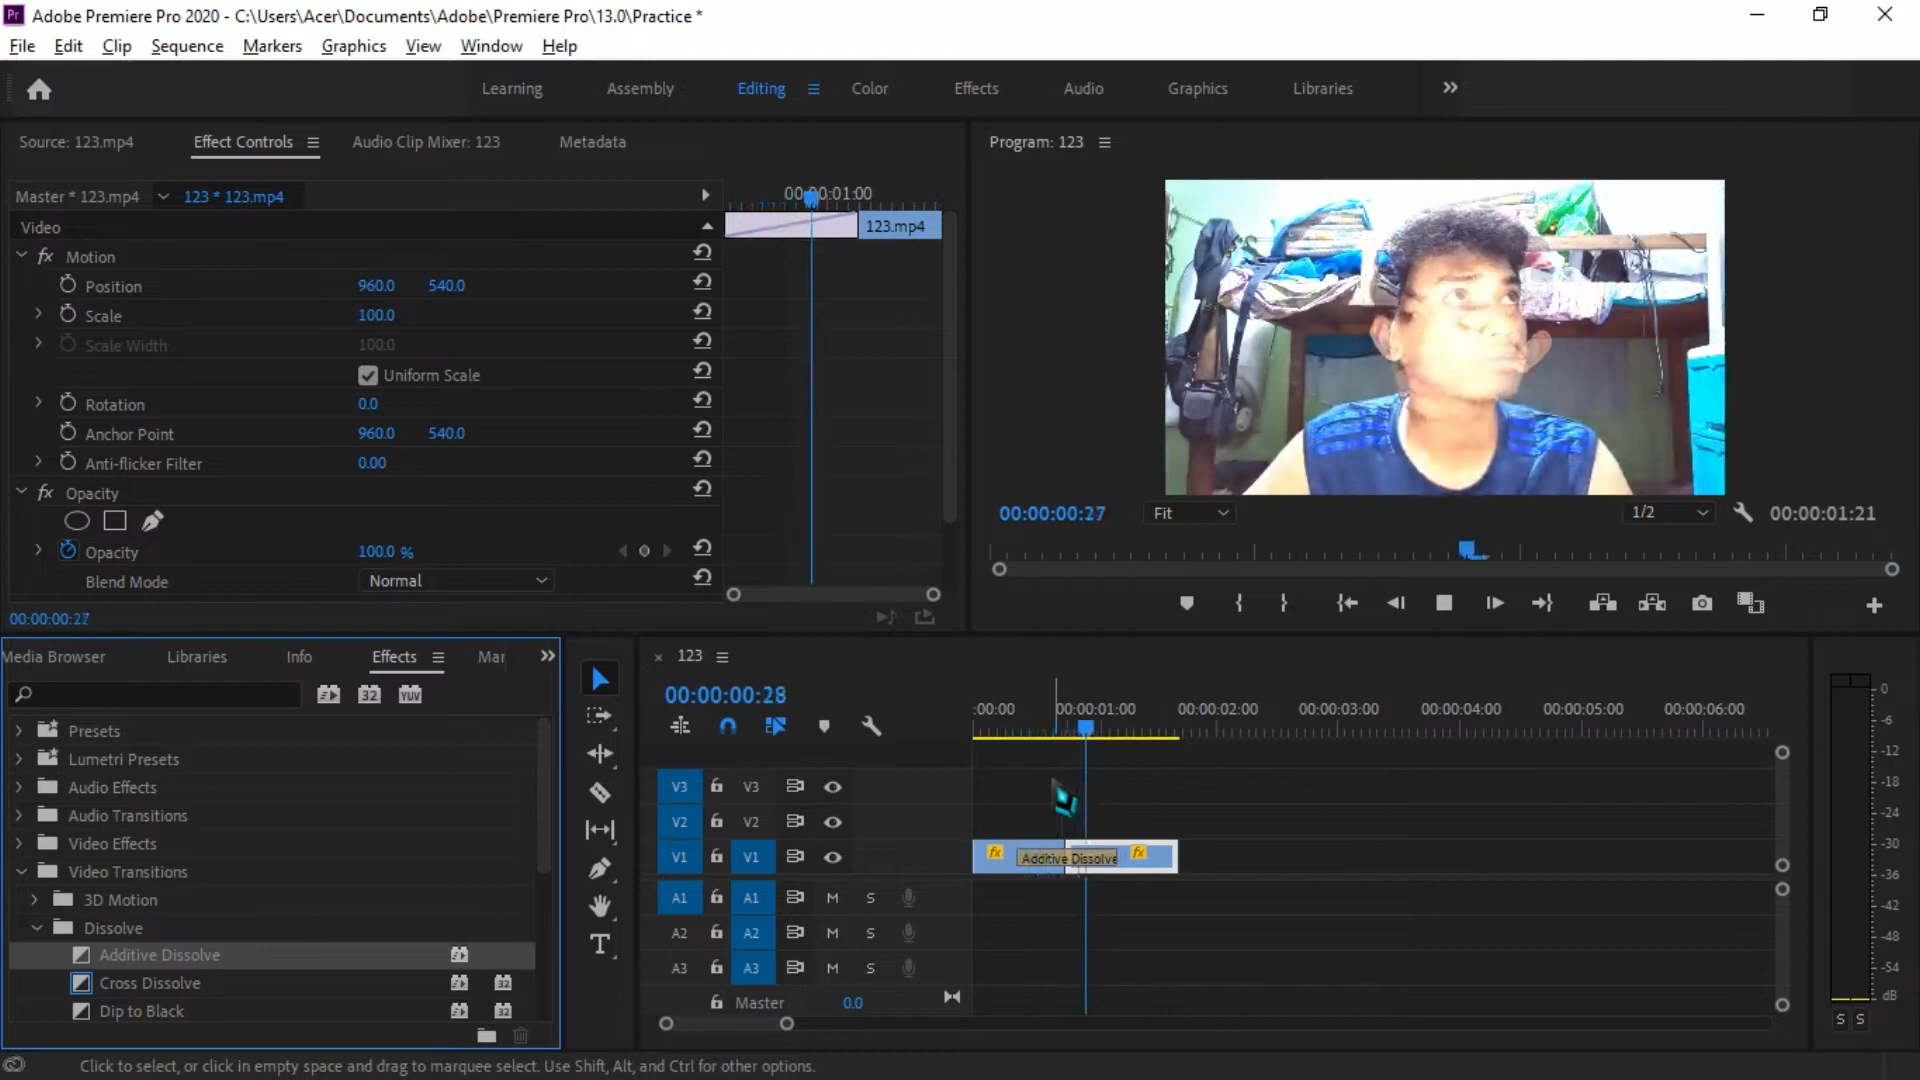 Pr Adobe Premiere Pro 2020 - C:\Users\Acer\Documents\Adobe\Premiere Pro\13.0\Practice *
File Edit Clip Sequence Markers Graphics View Window Help
Learning Assembly Editing Color Effects Audio Graphics Libraries
Source: 123.mp4 Effect Controls Audio Clip Mixer: 123 Metadata
Program: 123
Master * 123.mp4 123 * 123.mp4
00:00:01:00
Video
123.mp4
fx Motion
Position 960.0 540.0
Scale 100.0
Scale Width 100.0
Uniform Scale
Rotation 0.0
Anchor Point 960.0 540.0
Anti-flicker Filter 0.00
fx Opacity
Opacity 100.0 %
Blend Mode Normal
00:00:00:27
00:00:00:27 Fit 1/2 00:00:01:21
Media Browser Libraries Info Effects Mar
32 YUV
Presets
Lumetri Presets
Audio Effects
Audio Transitions
Video Effects
Video Transitions
3D Motion
Dissolve
Additive Dissolve
Cross Dissolve 32
Dip to Black 32
123
00:00:00:28
:00:00 00:00:01:00 00:00:02:00 00:00:03:00 00:00:04:00 00:00:05:00 00:00:06:00
V3 V3
V2 V2
V1 V1 fx Additive Dissolve fx
A1 A1 M S
A2 A2 M S
A3 A3 M S
Master 0.0
0
-6
-12
-18
-24
-30
-36
-42
-48
-54
dB
S S
Click to select, or click in empty space and drag to marquee select. Use Shift, Alt, and Ctrl for other options.